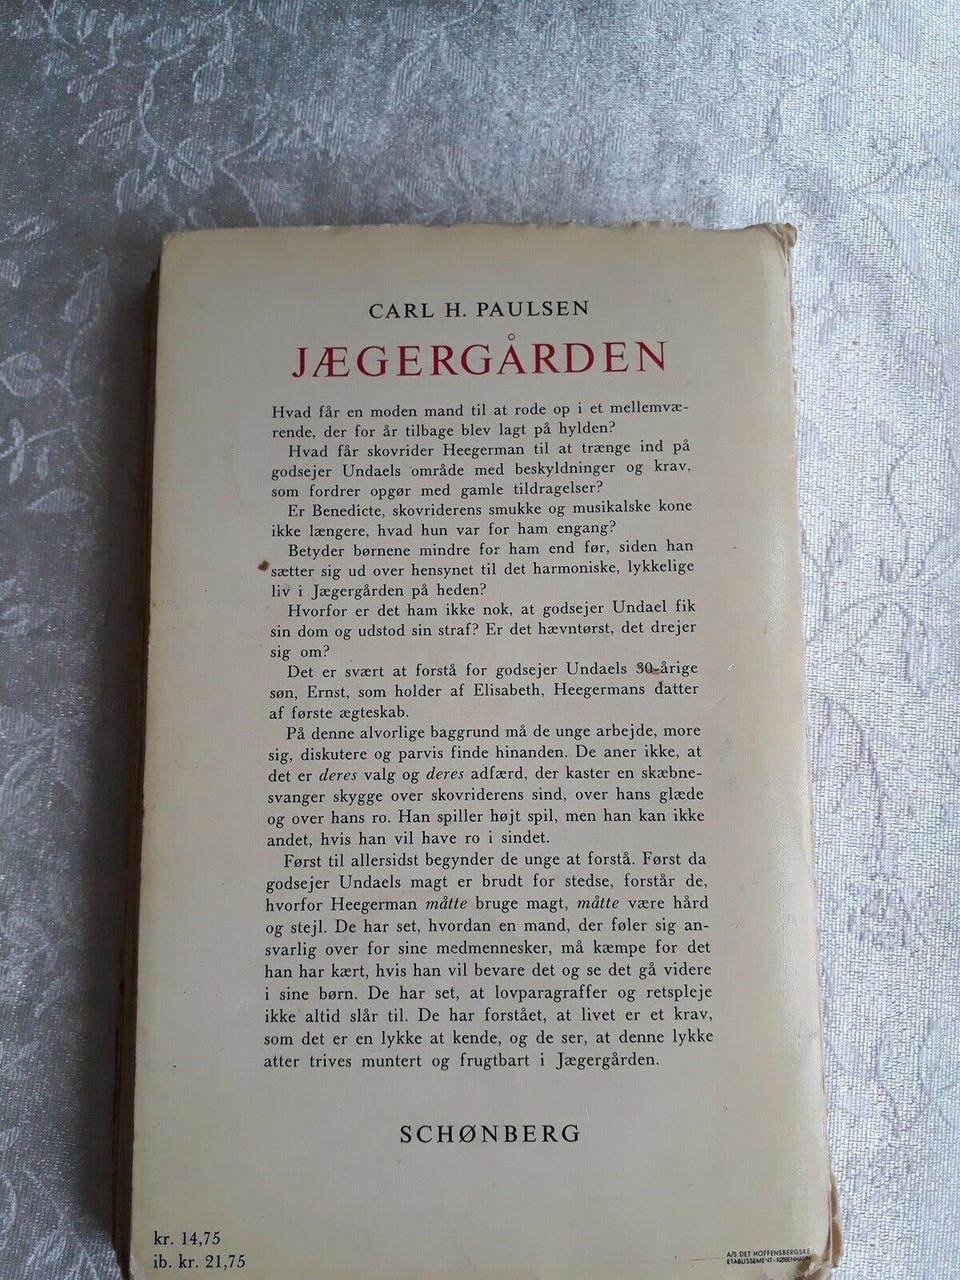 CARL H. PAULSEN
JÆGERGÅRDEN
Hvad får en moden mand til at rode op i et mellemvæ-
rende, der for år tilbage blev lagt på hylden?
Hvad får skovrider Heegerman til at trænge ind på
godsejer Undaels område med beskyldninger og krav,
som fordrer opgør med gamle tildragelser?
Er Benedicte, skovriderens smukke og musikalske kone
ikke længere, hvad hun var for ham engang?
Betyder børnene mindre for ham end før, siden han
sætter sig ud over hensynet til det harmoniske, lykkelige
liv i Jægergården på heden?
Hvorfor er det ham ikke nok, at godsejer Undael fik
sin dom og udstod sin straf? Er det hævntørst, det drejer
sig om?
Det er svært at forstå for godsejer Undaels 30-årige
søn, Ernst, som holder af Elisabeth, Heegermans datter
af første ægteskab.
På denne alvorlige baggrund må de unge arbejde, more
sig, diskutere og parvis finde hinanden. De aner ikke, at
det er deres valg og deres adfærd, der kaster en skæbne-
svanger skygge over skovriderens sind, over hans glæde
og over hans ro. Han spiller højt spil, men han kan ikke
andet, hvis han vil have ro i sindet.
Først til allersidst begynder de unge at forstå. Først da
godsejer Undaels magt er brudt for stedse, forstår de,
hvorfor Heegerman måtte bruge magt, måtte være hård
og stejl. De har set, hvordan en mand, der føler sig an-
svarlig over for sine medmennesker, må kæmpe for det
han har kært, hvis han vil bevare det og se det gå videre
i sine børn. De har set, at lovparagraffer og retspleje
ikke altid slår til. De har forstået, at livet er et krav,
som det er en lykke at kende, og de ser, at denne lykke
atter trives muntert og frugtbart i Jægergården.
SCHØNBERG
kr. 14,75
ib. kr. 21,75
A/S DET HOFFENSBERGSKE
ETABLISSEMENT - KØBENHAVN